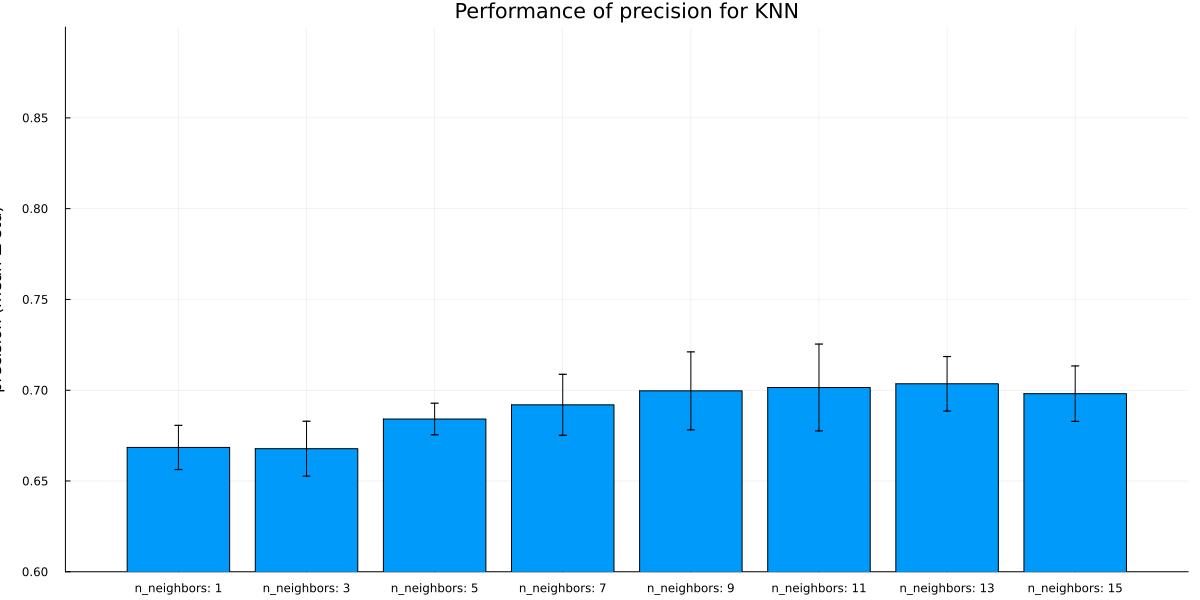 Performance of precision for KNN
0.85
0.80
0.75
0.70
0.65
0.60
n_neighbors: 1
n_neighbors: 3
n_neighbors: 5
n_neighbors: 7
n_neighbors: 9
n_neighbors: 11
n_neighbors: 13
n_neighbors: 15